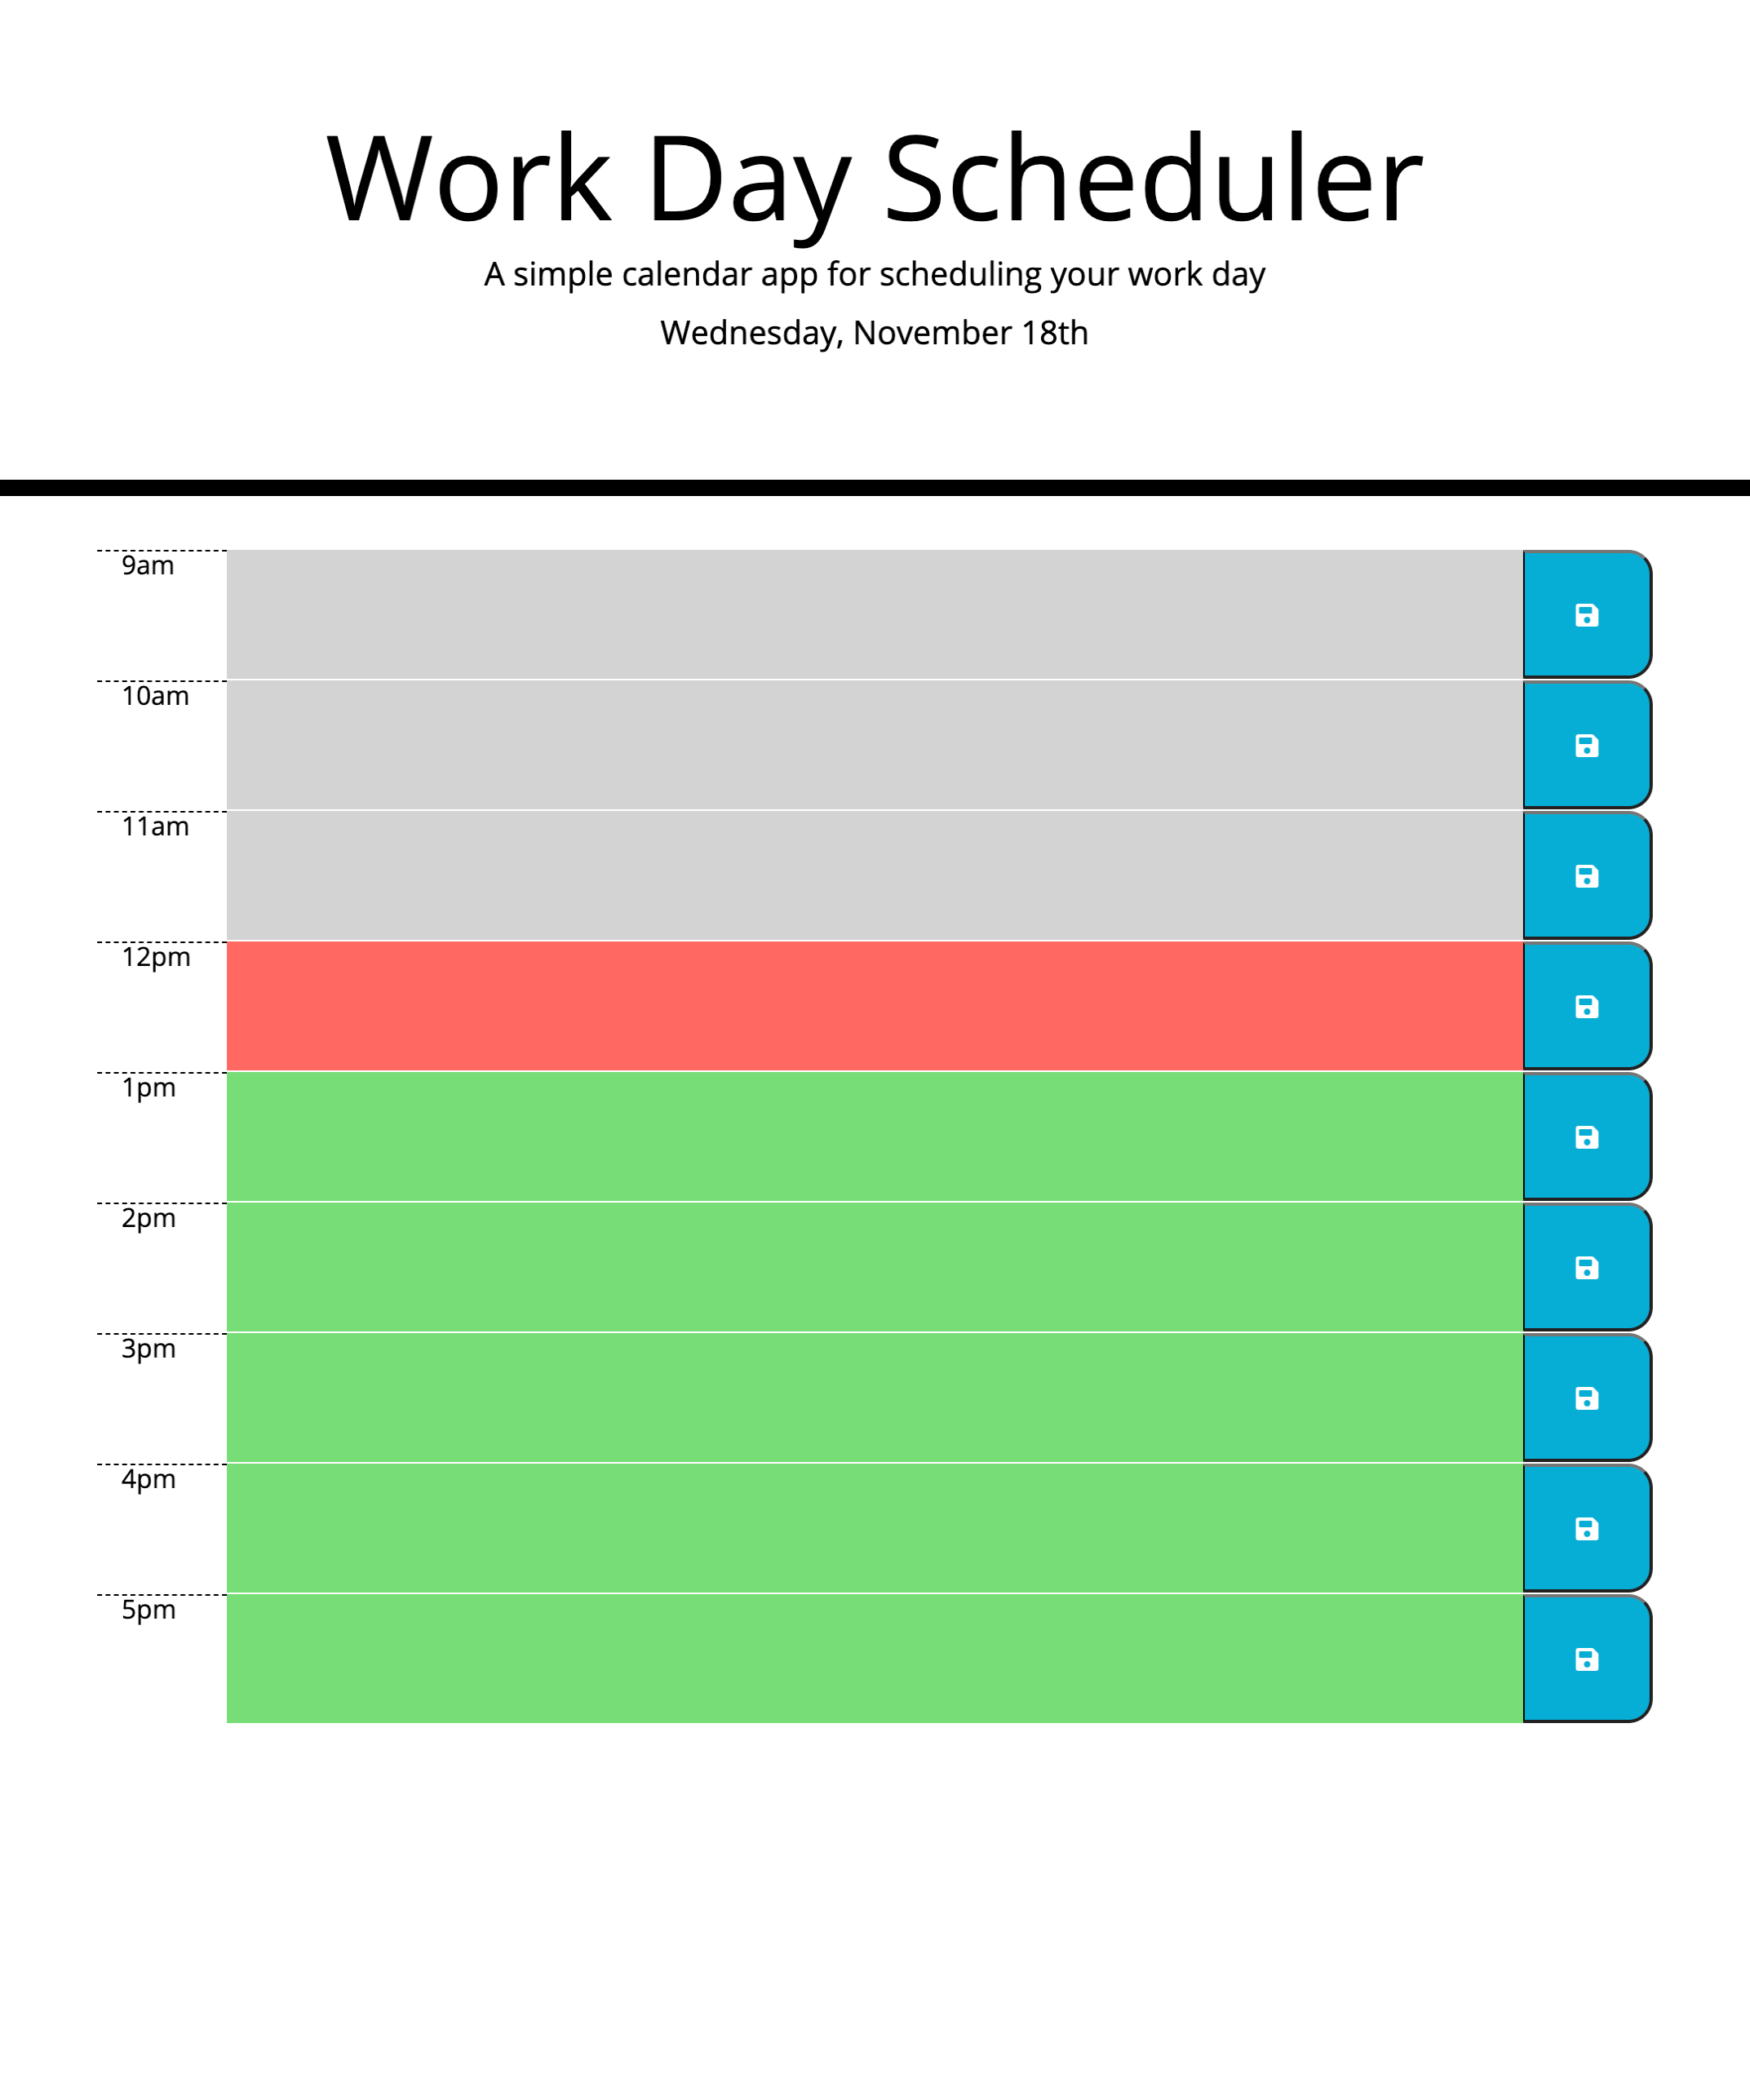 Work Day Scheduler
A simple calendar app for scheduling your work day
Wednesday, November 18th
9am
10am
11am
12pm
1pm
2pm
3pm
4pm
5pm